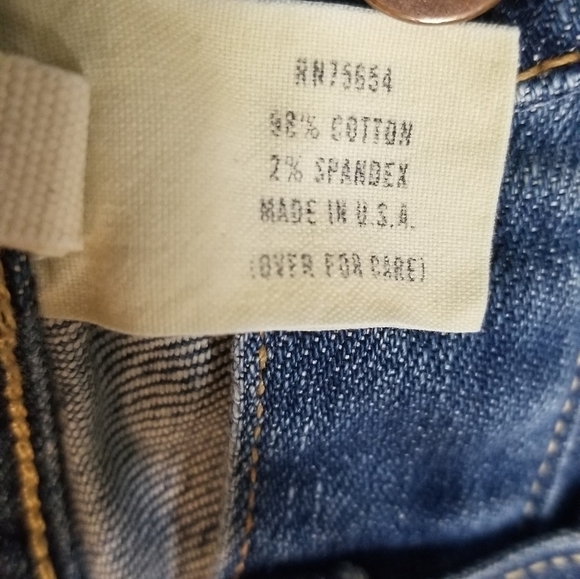 RN75654
98% COTTON
2% SPANDEX
MADE IN U.S.A.
(OVER FOR CARE)